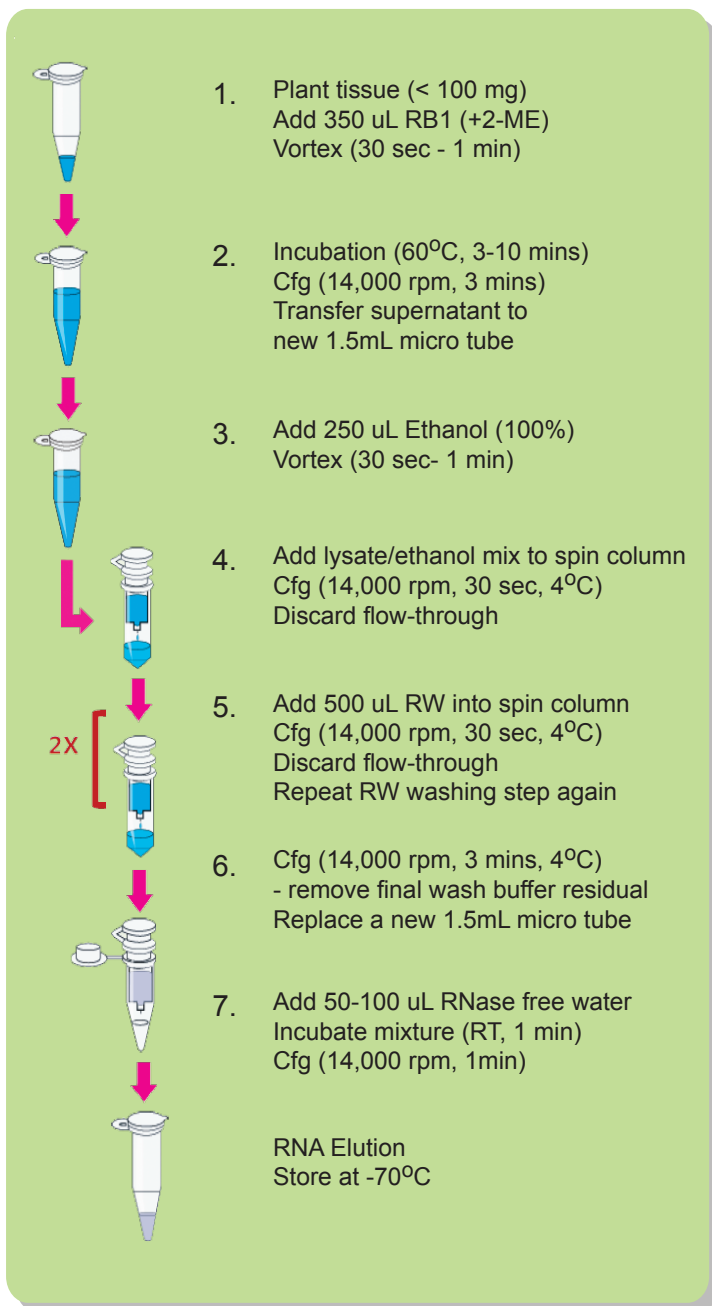 1. Plant tissue (< 100 mg)
Add 350 uL RB1 (+2-ME)
Vortex (30 sec - 1 min)
2. Incubation (60⁰C, 3-10 mins)
Cfg (14,000 rpm, 3 mins)
Transfer supernatant to
new 1.5mL micro tube
3. Add 250 uL Ethanol (100%)
Vortex (30 sec- 1 min)
4. Add lysate/ethanol mix to spin column
Cfg (14,000 rpm, 30 sec, 4⁰C)
Discard flow-through
2X
5. Add 500 uL RW into spin column
Cfg (14,000 rpm, 30 sec, 4⁰C)
Discard flow-through
Repeat RW washing step again
6. Cfg (14,000 rpm, 3 mins, 4⁰C)
- remove final wash buffer residual
Replace a new 1.5mL micro tube
7. Add 50-100 uL RNase free water
Incubate mixture (RT, 1 min)
Cfg (14,000 rpm, 1min)
RNA Elution
Store at -70⁰C